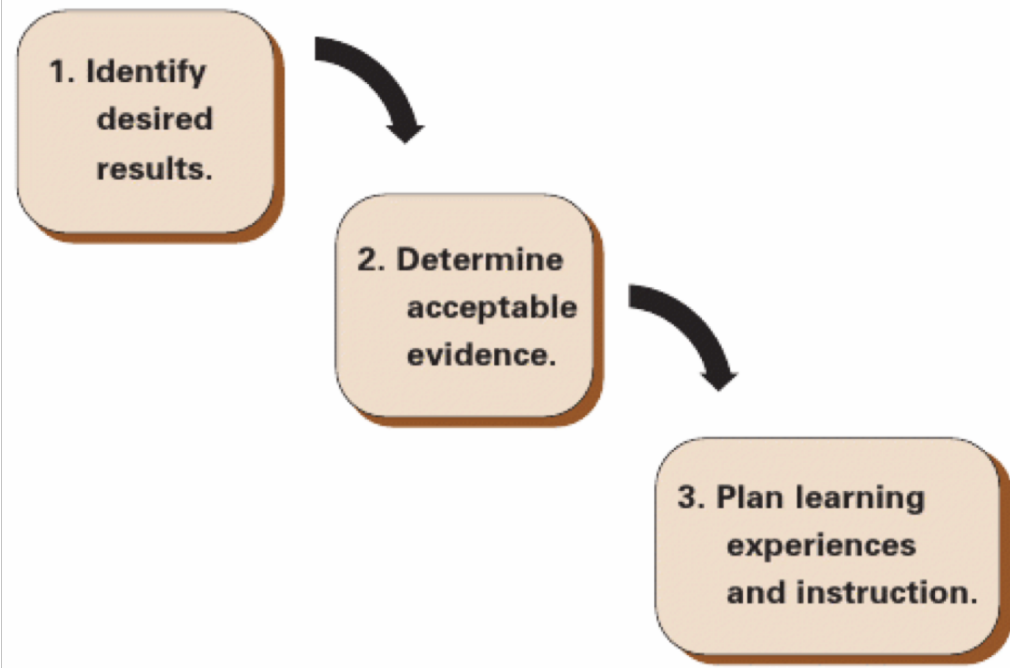 1. Identify
desired
results.
2. Determine
acceptable
evidence.
3. Plan learning
experiences
and instruction.